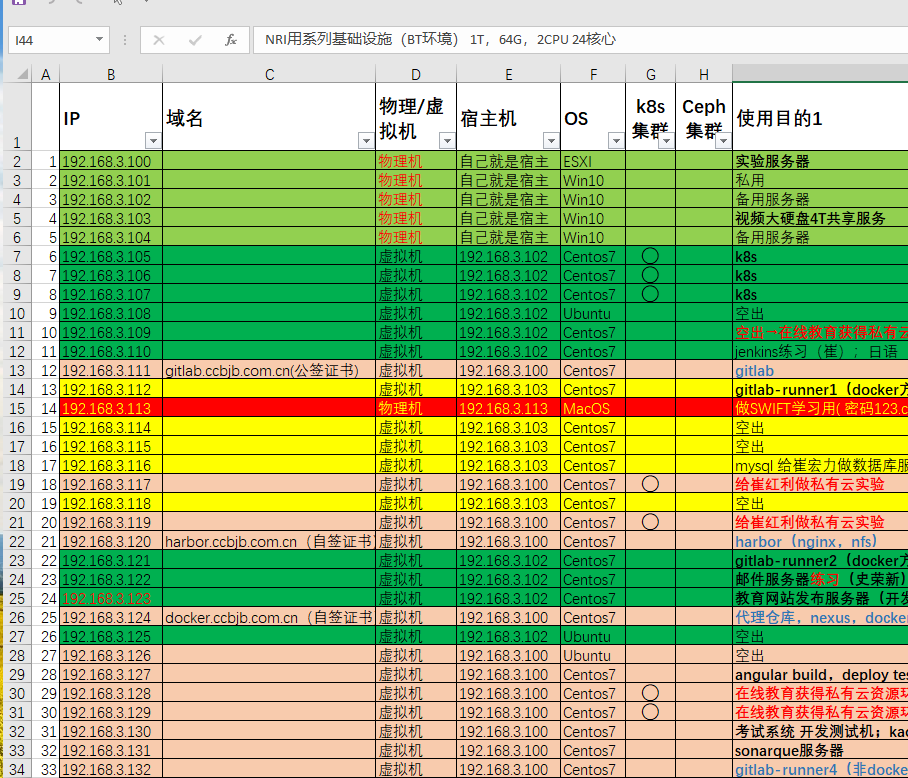 I44 fx NRI用系列基础设施（BT环境） 1T，64G，2CPU 24核心
A B C D E F G H
1 IP 域名 物理/虚拟机 宿主机 OS k8s集群 Ceph集群 使用目的1
2 1 192.168.3.100 物理机 自己就是宿主 ESXI 实验服务器
3 2 192.168.3.101 物理机 自己就是宿主 Win10 私用
4 3 192.168.3.102 物理机 自己就是宿主 Win10 备用服务器
5 4 192.168.3.103 物理机 自己就是宿主 Win10 视频大硬盘4T共享服务
6 5 192.168.3.104 物理机 自己就是宿主 Win10 备用服务器
7 6 192.168.3.105 虚拟机 192.168.3.102 Centos7 ○ k8s
8 7 192.168.3.106 虚拟机 192.168.3.102 Centos7 ○ k8s
9 8 192.168.3.107 虚拟机 192.168.3.102 Centos7 ○ k8s
10 9 192.168.3.108 虚拟机 192.168.3.102 Ubuntu 空出
11 10 192.168.3.109 虚拟机 192.168.3.102 Centos7 空出→在线教育获得私有云
12 11 192.168.3.110 虚拟机 192.168.3.102 Centos7 jenkins练习（崔）；日语
13 12 192.168.3.111 gitlab.ccbjb.com.cn(公签证书) 虚拟机 192.168.3.100 Centos7 gitlab
14 13 192.168.3.112 虚拟机 192.168.3.103 Centos7 gitlab-runner1（docker方
15 14 192.168.3.113 物理机 192.168.3.113 MacOS 做SWIFT学习用( 密码123.c
16 15 192.168.3.114 虚拟机 192.168.3.103 Centos7 空出
17 16 192.168.3.115 虚拟机 192.168.3.103 Centos7 空出
18 17 192.168.3.116 虚拟机 192.168.3.103 Centos7 mysql 给崔宏力做数据库服
19 18 192.168.3.117 虚拟机 192.168.3.100 Centos7 ○ 给崔红利做私有云实验
20 19 192.168.3.118 虚拟机 192.168.3.103 Centos7 空出
21 20 192.168.3.119 虚拟机 192.168.3.100 Centos7 ○ 给崔红利做私有云实验
22 21 192.168.3.120 harbor.ccbjb.com.cn（自签证书 虚拟机 192.168.3.100 Centos7 harbor（nginx，nfs）
23 22 192.168.3.121 虚拟机 192.168.3.102 Centos7 gitlab-runner2（docker方
24 23 192.168.3.122 虚拟机 192.168.3.102 Centos7 邮件服务器练习（史荣新）
25 24 192.168.3.123 虚拟机 192.168.3.102 Centos7 教育网站发布服务器（开发
26 25 192.168.3.124 docker.ccbjb.com.cn（自签证书 虚拟机 192.168.3.100 Centos7 代理仓库，nexus，docker
27 26 192.168.3.125 虚拟机 192.168.3.102 Ubuntu 空出
28 27 192.168.3.126 虚拟机 192.168.3.100 Ubuntu 空出
29 28 192.168.3.127 虚拟机 192.168.3.100 Centos7 angular build，deploy tes
30 29 192.168.3.128 虚拟机 192.168.3.100 Centos7 ○ 在线教育获得私有云资源环
31 30 192.168.3.129 虚拟机 192.168.3.100 Centos7 ○ 在线教育获得私有云资源环
32 31 192.168.3.130 虚拟机 192.168.3.100 Centos7 考试系统 开发测试机；kao
33 32 192.168.3.131 虚拟机 192.168.3.100 Centos7 sonarque服务器
34 33 192.168.3.132 虚拟机 192.168.3.100 Centos7 gitlab-runner4（非docke